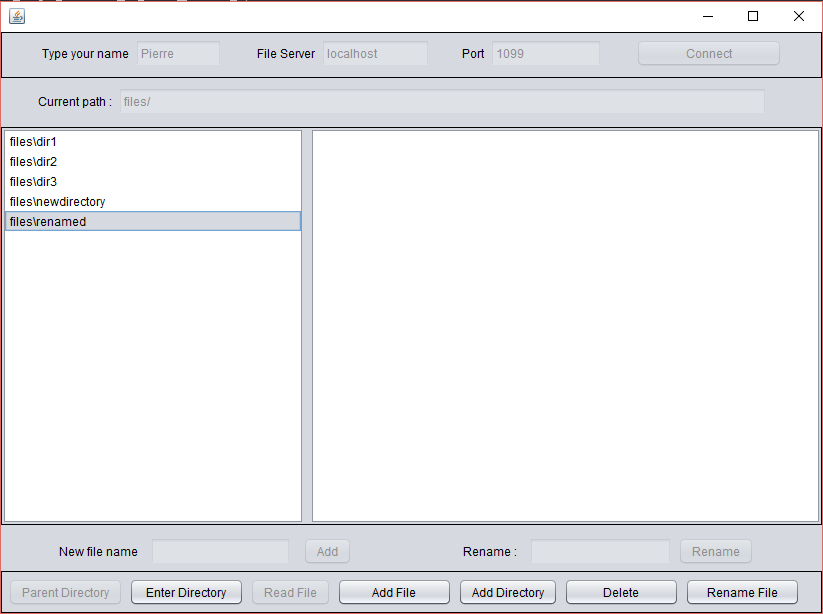 Type your name Pierre File Server localhost Port 1099 Connect
Current path : files/
files\dir1
files\dir2
files\dir3
files\newdirectory
files\renamed
New file name Add Rename : Rename
Parent Directory Enter Directory Read File Add File Add Directory Delete Rename File